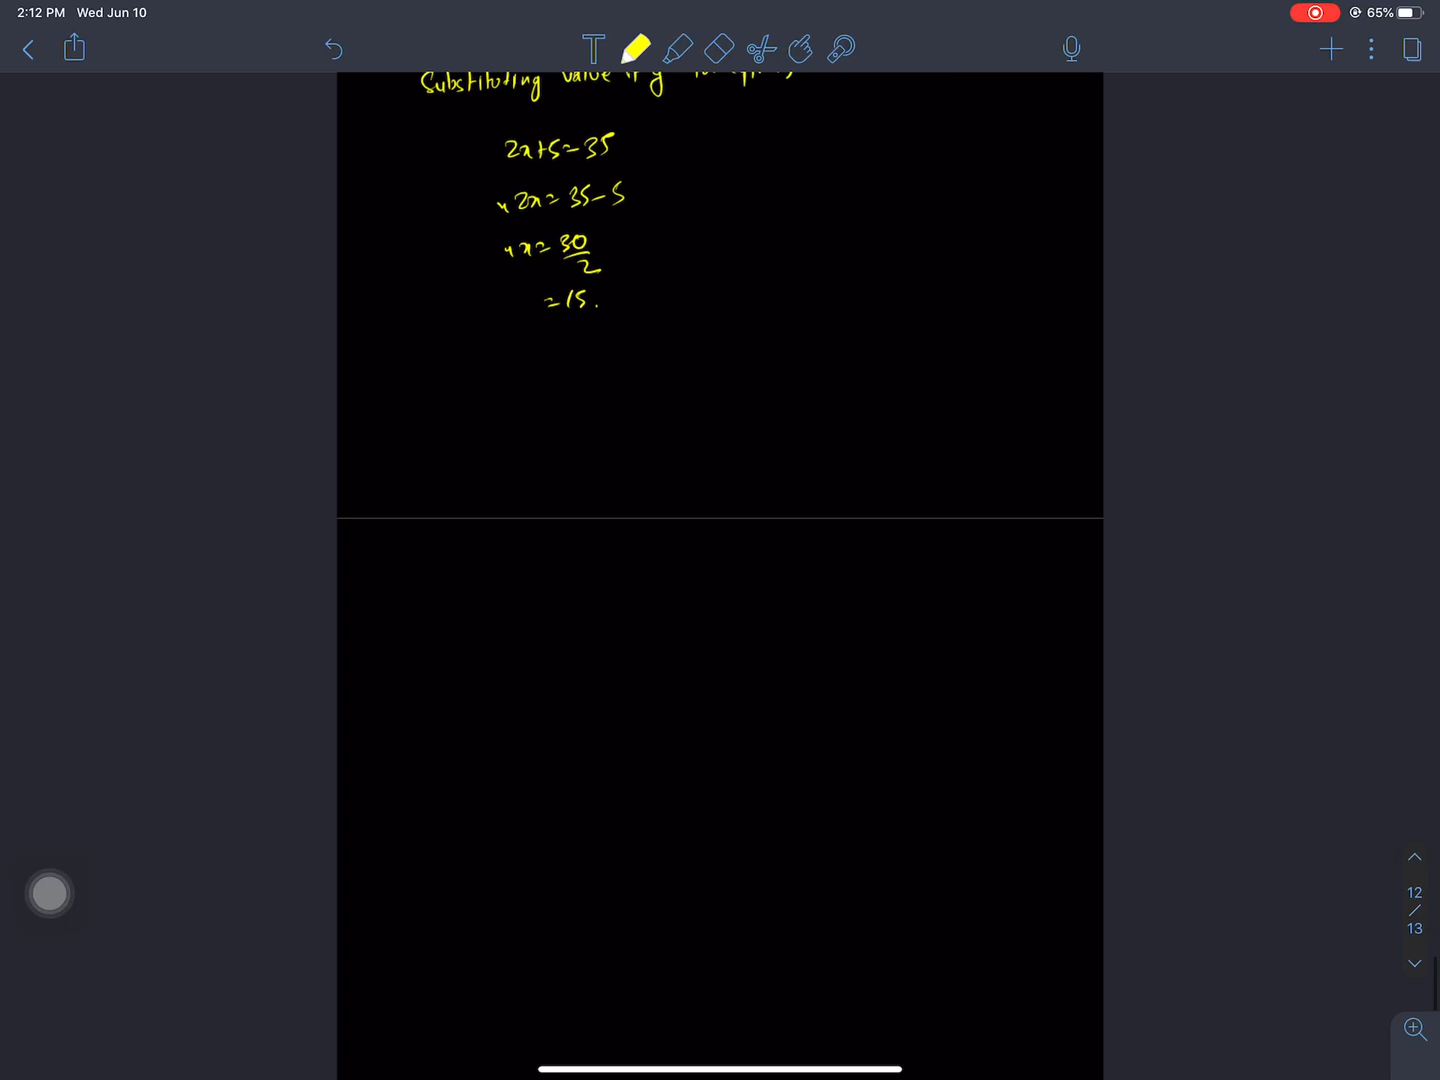 2:12 PM Wed Jun 10
65%
Substituting value
2x+5=35
2x=35-5
x=30/2
=15.
12
/
13